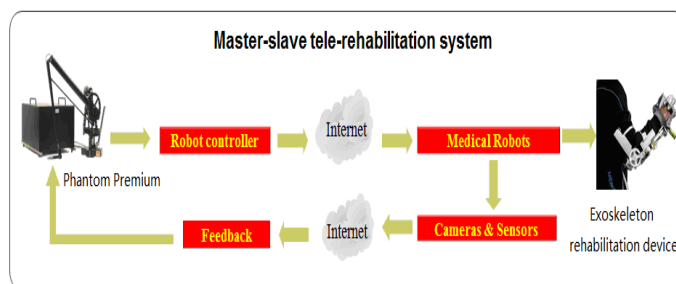 Master-slave tele-rehabilitation system
Robot controller
Internet
Medical Robots
Phantom Premium
Feedback
Internet
Cameras & Sensors
Exoskeleton
rehabilitation device